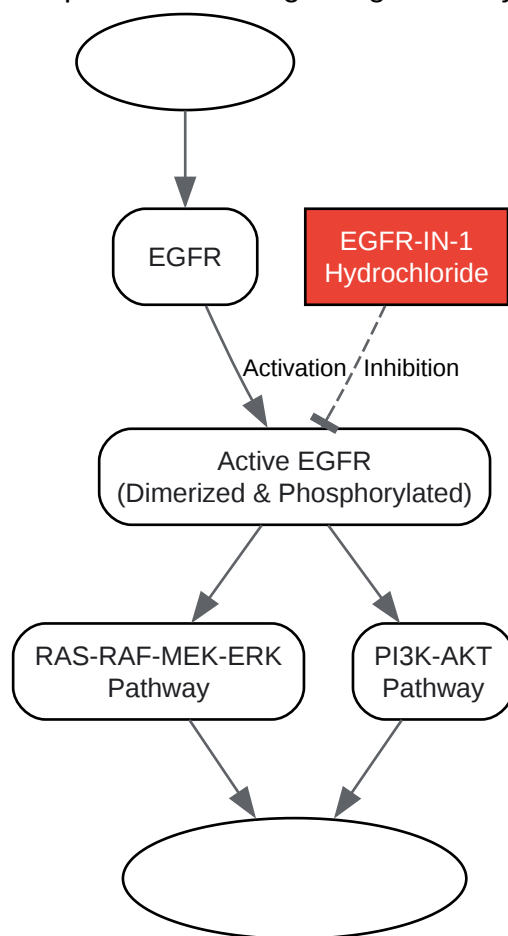 EGFR
EGFR-IN-1
Hydrochloride
Activation
Inhibition
Active EGFR
(Dimerized & Phosphorylated)
RAS-RAF-MEK-ERK
Pathway
PI3K-AKT
Pathway